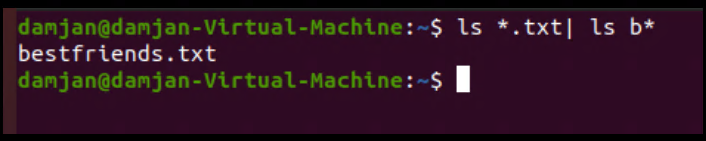 damjan@damjan-Virtual-Machine:~$ ls *.txt| ls b*
bestfriends.txt
damjan@damjan-Virtual-Machine:~$